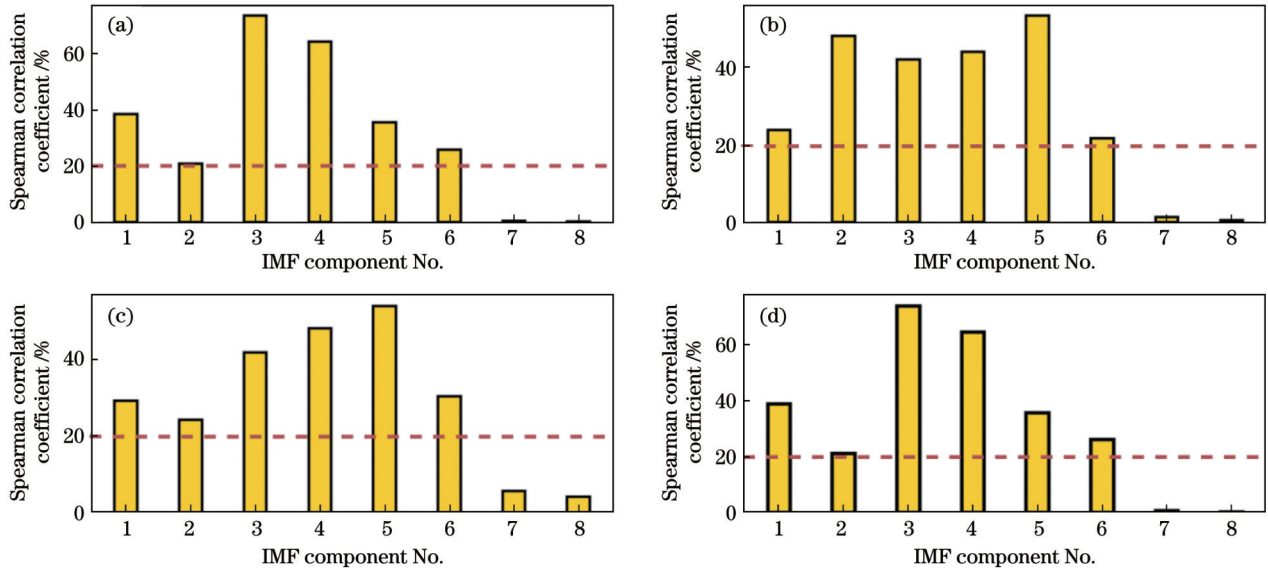 (a)
Spearman correlation
coefficient /%
60
40
20
0
1 2 3 4 5 6 7 8
IMF component No.
(b)
Spearman correlation
coefficient /%
40
20
0
1 2 3 4 5 6 7 8
IMF component No.
(c)
Spearman correlation
coefficient /%
40
20
0
1 2 3 4 5 6 7 8
IMF component No.
(d)
Spearman correlation
coefficient /%
60
40
20
0
1 2 3 4 5 6 7 8
IMF component No.